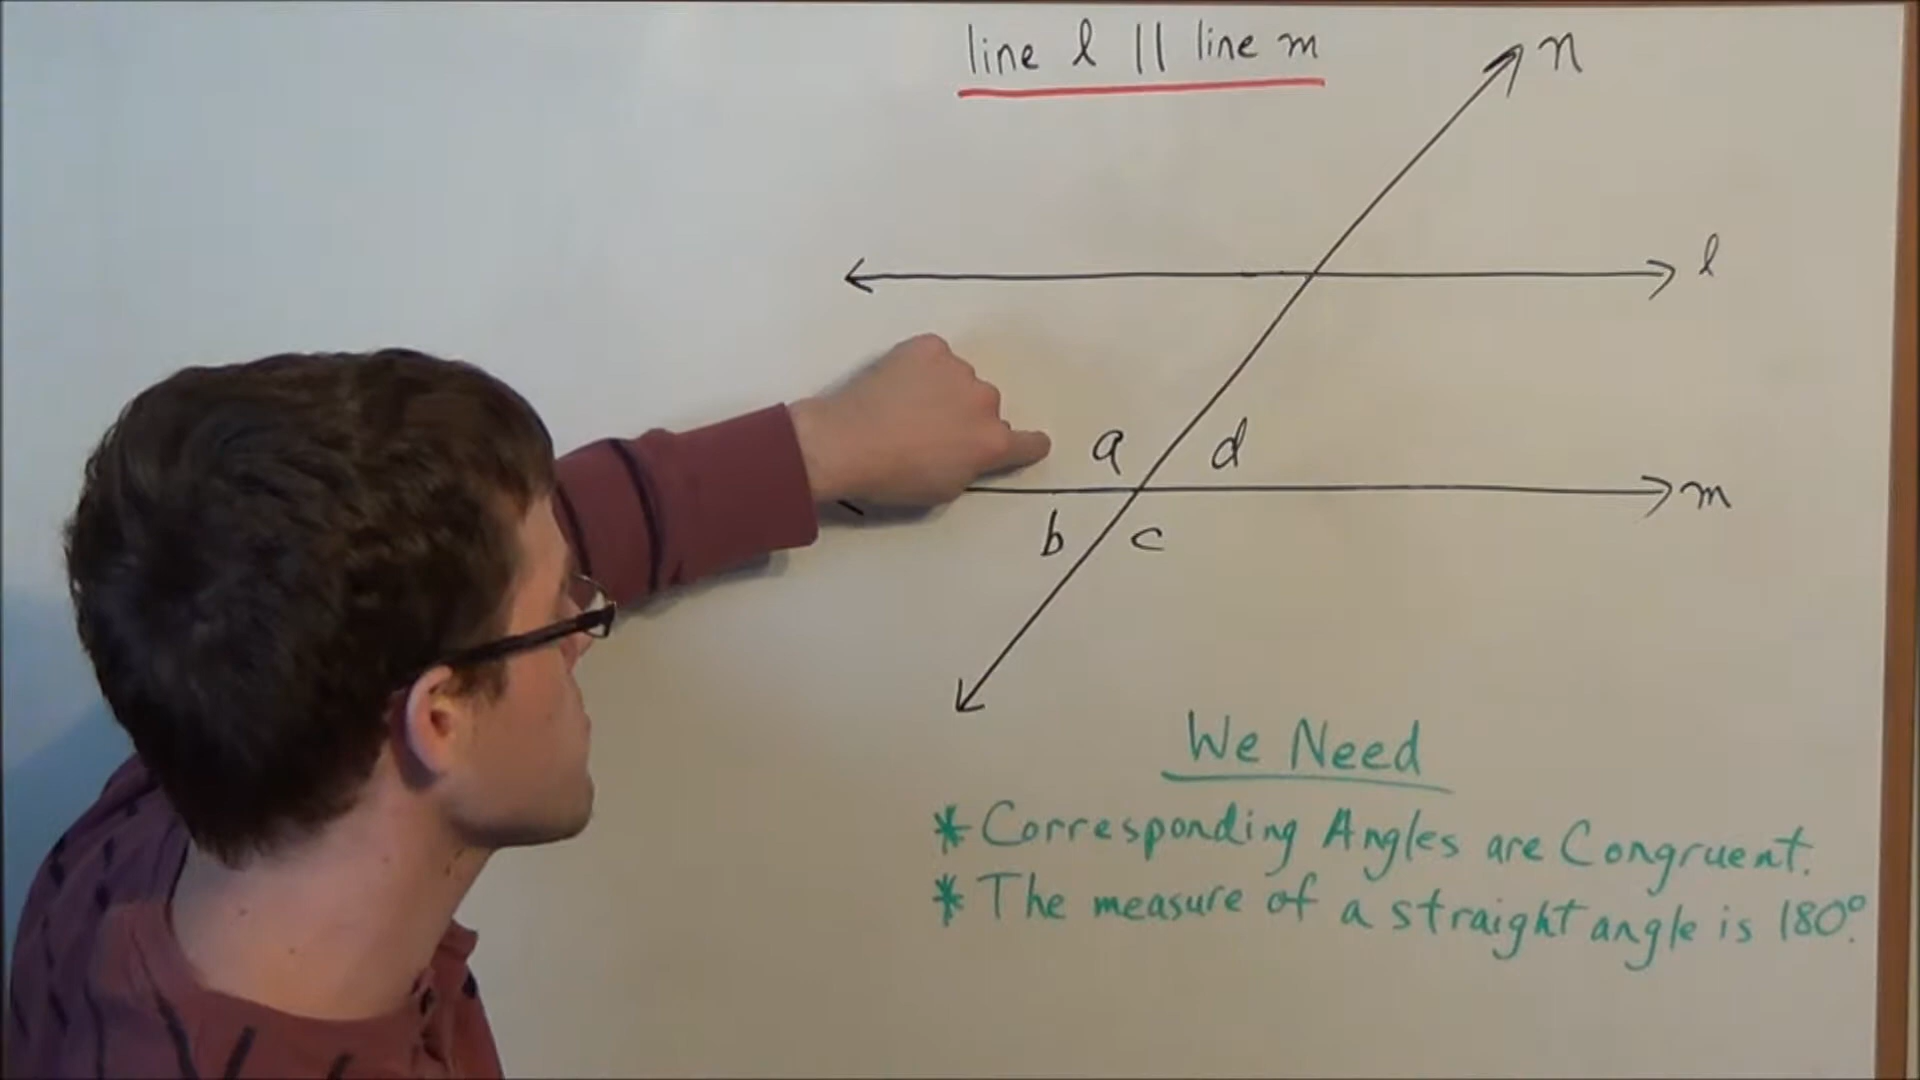 line l || line m
n
l
a
d
m
b
c
We Need
* Corresponding Angles are Congruent.
* The measure of a straight angle is 180°.